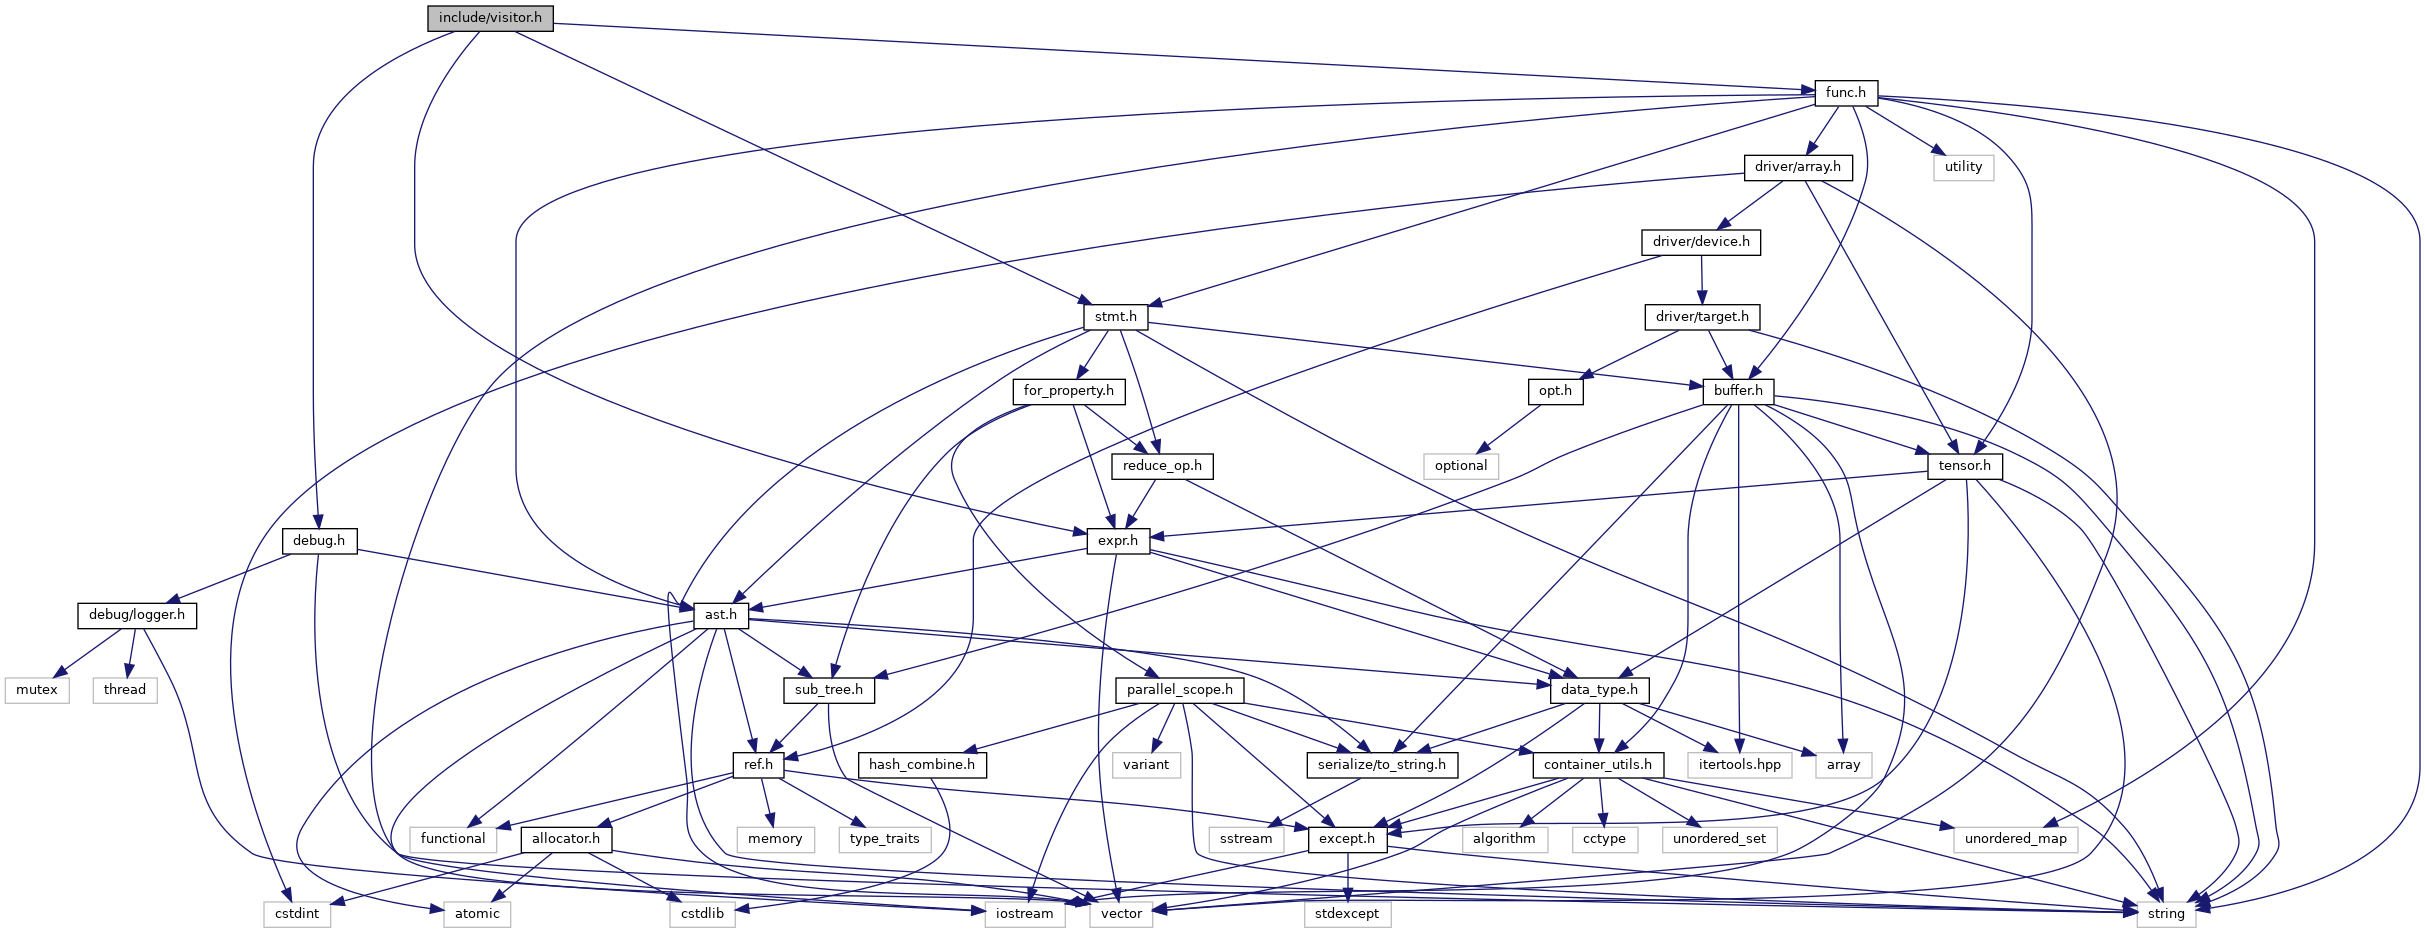 include/visitor.h
func.h
driver/array.h
utility
driver/device.h
stmt.h
driver/target.h
for_property.h
opt.h
buffer.h
reduce_op.h
optional
tensor.h
debug.h
expr.h
debug/logger.h
ast.h
mutex
thread
sub_tree.h
parallel_scope.h
data_type.h
ref.h
hash_combine.h
variant
serialize/to_string.h
container_utils.h
itertools.hpp
array
functional
allocator.h
memory
type_traits
sstream
except.h
algorithm
cctype
unordered_set
unordered_map
cstdint
atomic
cstdlib
iostream
vector
stdexcept
string